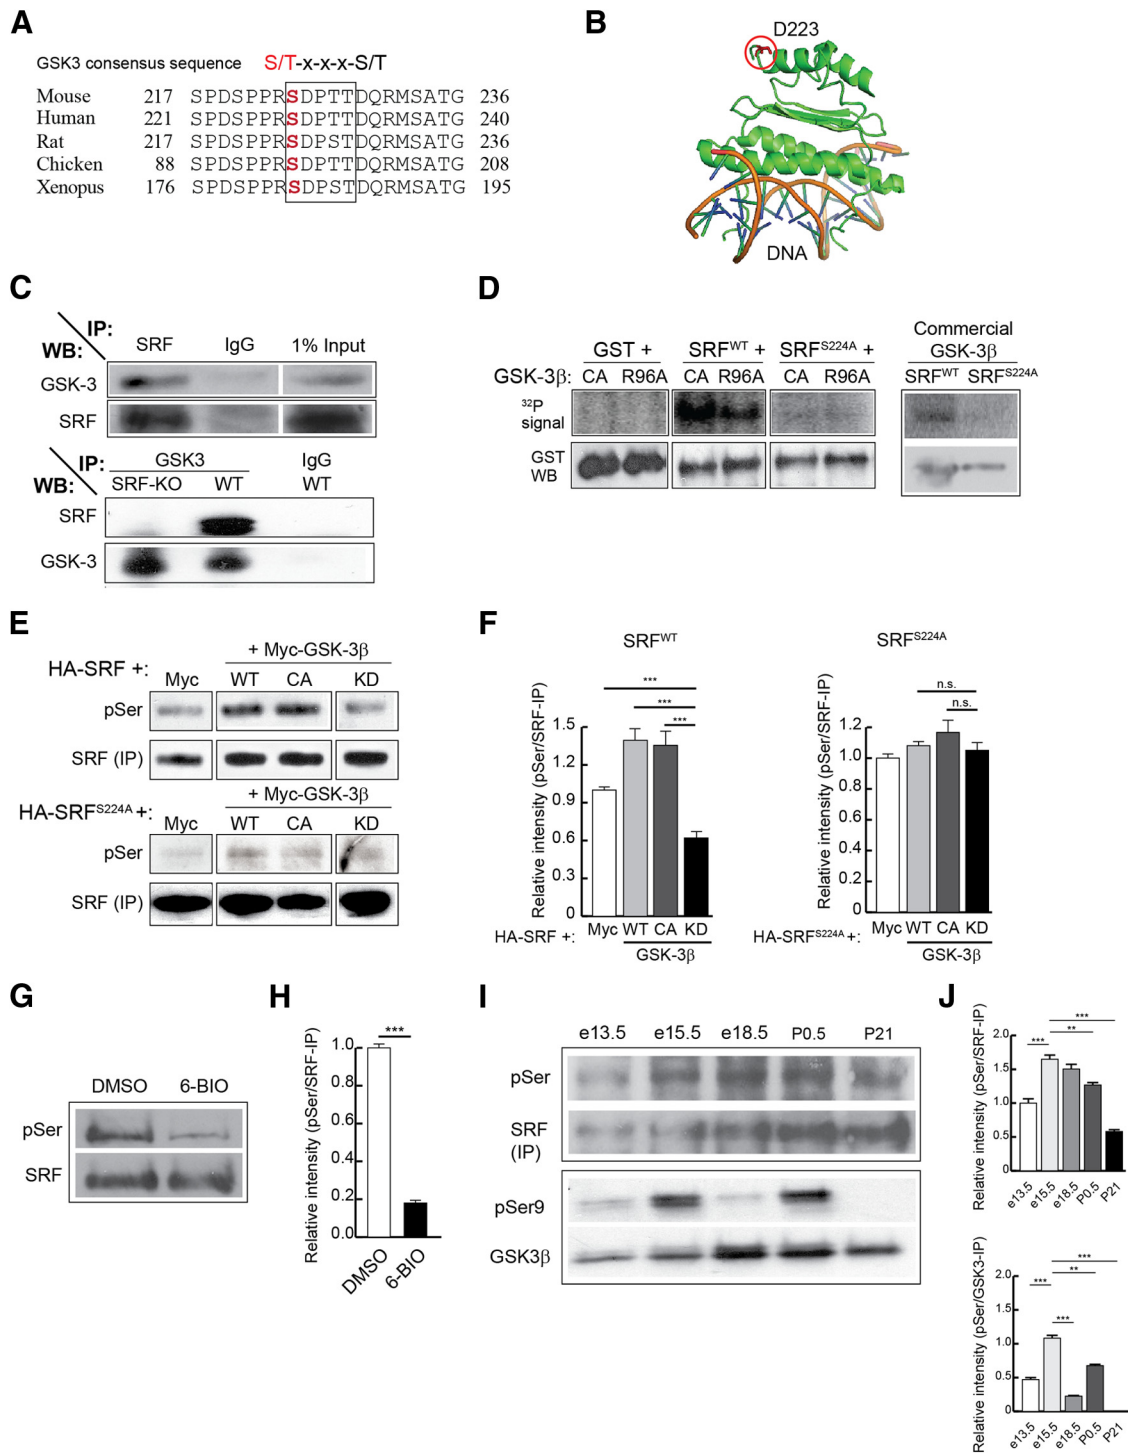 A
GSK3 consensus sequence S/T-x-x-x-S/T
Mouse 217 SPDSPPRSDPTTDQRMSATG 236
Human 221 SPDSPPRSDPTTDQRMSATG 240
Rat 217 SPDSPPRSDPTTDQRMSATG 236
Chicken 88 SPDSPPRSDPTTDQRMSATG 208
Xenopus 176 SPDSPPRSDPSTDQRMSATG 195
B
D223
DNA
C
IP:
WB:
SRF IgG 1% Input
GSK-3
SRF
IP:
WB:
GSK3 IgG
SRF-KO WT WT
SRF
GSK-3
D
GST + SRFWT + SRFS224A +
GSK-3β: CA R96A CA R96A CA R96A
32P signal
GST WB
Commercial GSK-3β
SRFWT SRFS224A
E
+ Myc-GSK-3β
HA-SRF +: Myc WT CA KD
pSer
SRF (IP)
+ Myc-GSK-3β
HA-SRFS224A +: Myc WT CA KD
pSer
SRF (IP)
F
SRFWT
Relative intensity (pSer/SRF-IP)
1.5
1.2
0.9
0.6
0.3
0
***
***
***
HA-SRF +: Myc WT CA KD
GSK-3β
SRFS224A
Relative intensity (pSer/SRF-IP)
1.2
1.0
0.8
0.6
0.4
0.2
0
n.s.
n.s.
HA-SRFS224A +: Myc WT CA KD
GSK-3β
G
DMSO 6-BIO
pSer
SRF
H
Relative intensity (pSer/SRF-IP)
1.0
0.8
0.6
0.4
0.2
0.0
***
DMSO 6-BIO
I
e13.5 e15.5 e18.5 P0.5 P21
pSer
SRF (IP)
pSer9
GSK3β
J
Relative intensity (pSer/SRF-IP)
2.0
1.5
1.0
0.5
0
***
**
***
e13.5 e15.5 e18.5 P0.5 P21
Relative intensity (pSer/GSK3-IP)
2.0
1.5
1.0
0.5
0
***
**
***
***
e13.5 e15.5 e18.5 P0.5 P21